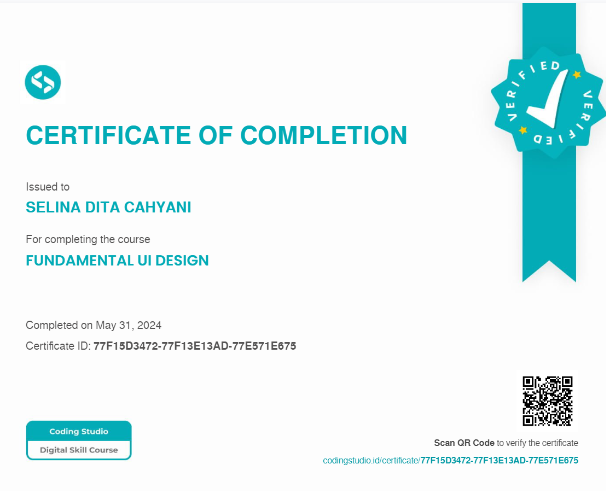 VERIFIED
VERIFIED
VERIFIED
CERTIFICATE OF COMPLETION
Issued to
SELINA DITA CAHYANI
For completing the course
FUNDAMENTAL UI DESIGN
Completed on May 31, 2024
Certificate ID: 77F15D3472-77F13E13AD-77E571E675
Coding Studio
Digital Skill Course
Scan QR Code to verify the certificate
codingstudio.id/certificate/77F15D3472-77F13E13AD-77E571E675